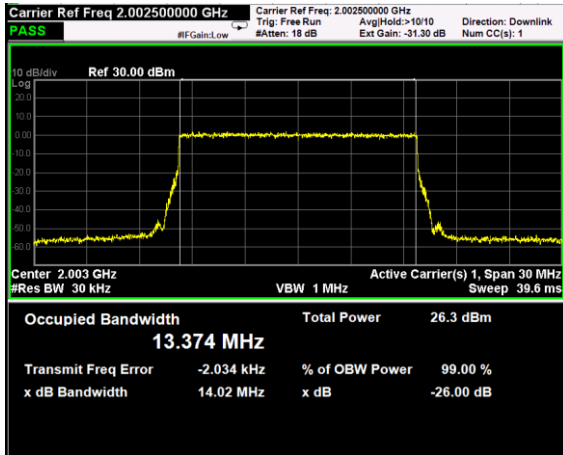 Carrier Ref Freq 2.002500000 GHz
Carrier Ref Freq: 2.002500000 GHz
PASS
#IFGain:Low
Trig: Free Run
#Atten: 18 dB
Avg|Hold:>10/10
Ext Gain: -31.30 dB
Direction: Downlink
Num CC(s): 1
10 dB/div
Ref 30.00 dBm
Log
20.0
10.0
0.00
-10.0
-20.0
-30.0
-40.0
-50.0
-60.0
Center 2.003 GHz
Active Carrier(s) 1, Span 30 MHz
#Res BW 30 kHz
VBW 1 MHz
Sweep 39.6 ms
Occupied Bandwidth
Total Power 26.3 dBm
13.374 MHz
Transmit Freq Error -2.034 kHz
% of OBW Power 99.00 %
x dB Bandwidth 14.02 MHz
x dB -26.00 dB